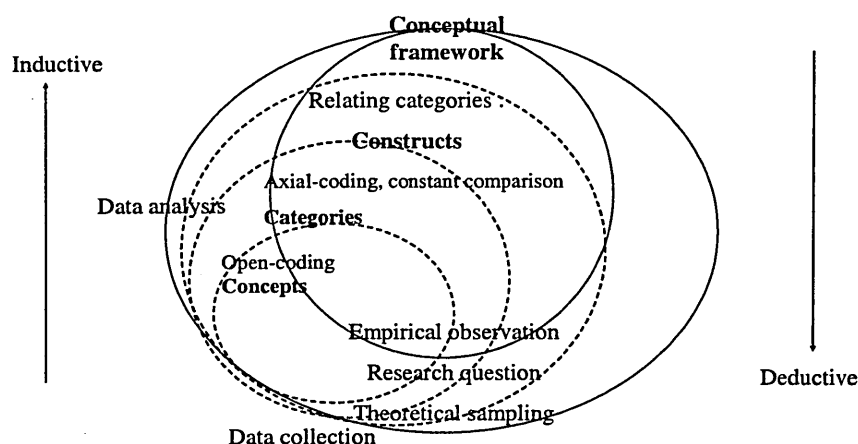 Conceptual
framework
Inductive
Relating categories :
Constructs
Axial-coding, constant comparison
Data analysis
Categories
Open-coding
Concepts
Empirical observation
Research question
Deductive
Theoretical sampling
Data collection